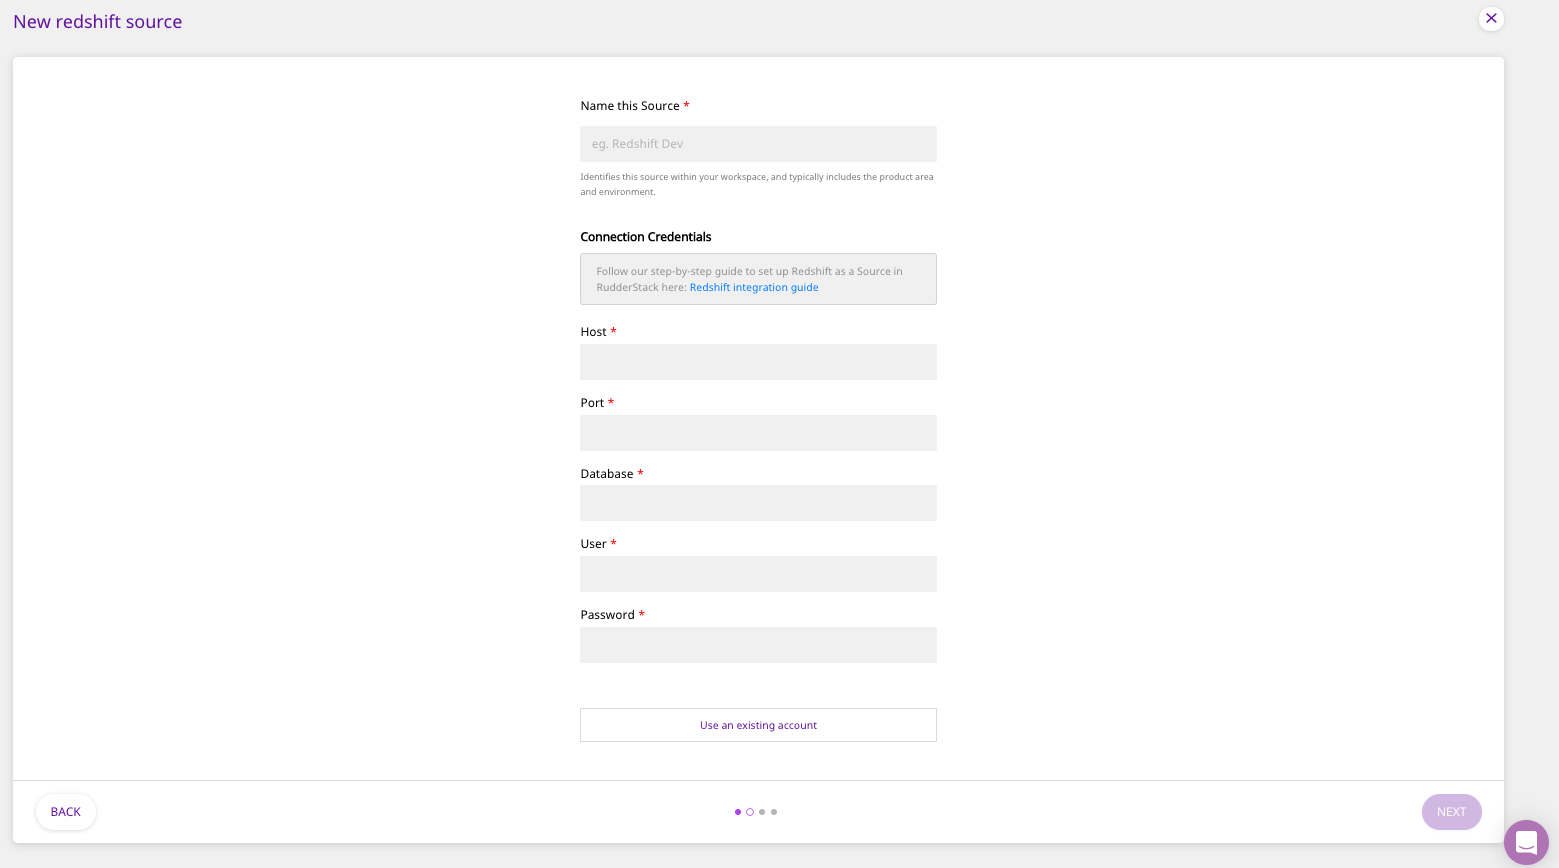 New redshift source
Name this Source *
eg. Redshift Dev
Identifies this source within your workspace, and typically includes the product area
and environment.
Connection Credentials
Follow our step-by-step guide to set up Redshift as a Source in
RudderStack here: Redshift integration guide
Host *
Port *
Database *
User *
Password *
Use an existing account
BACK
NEXT